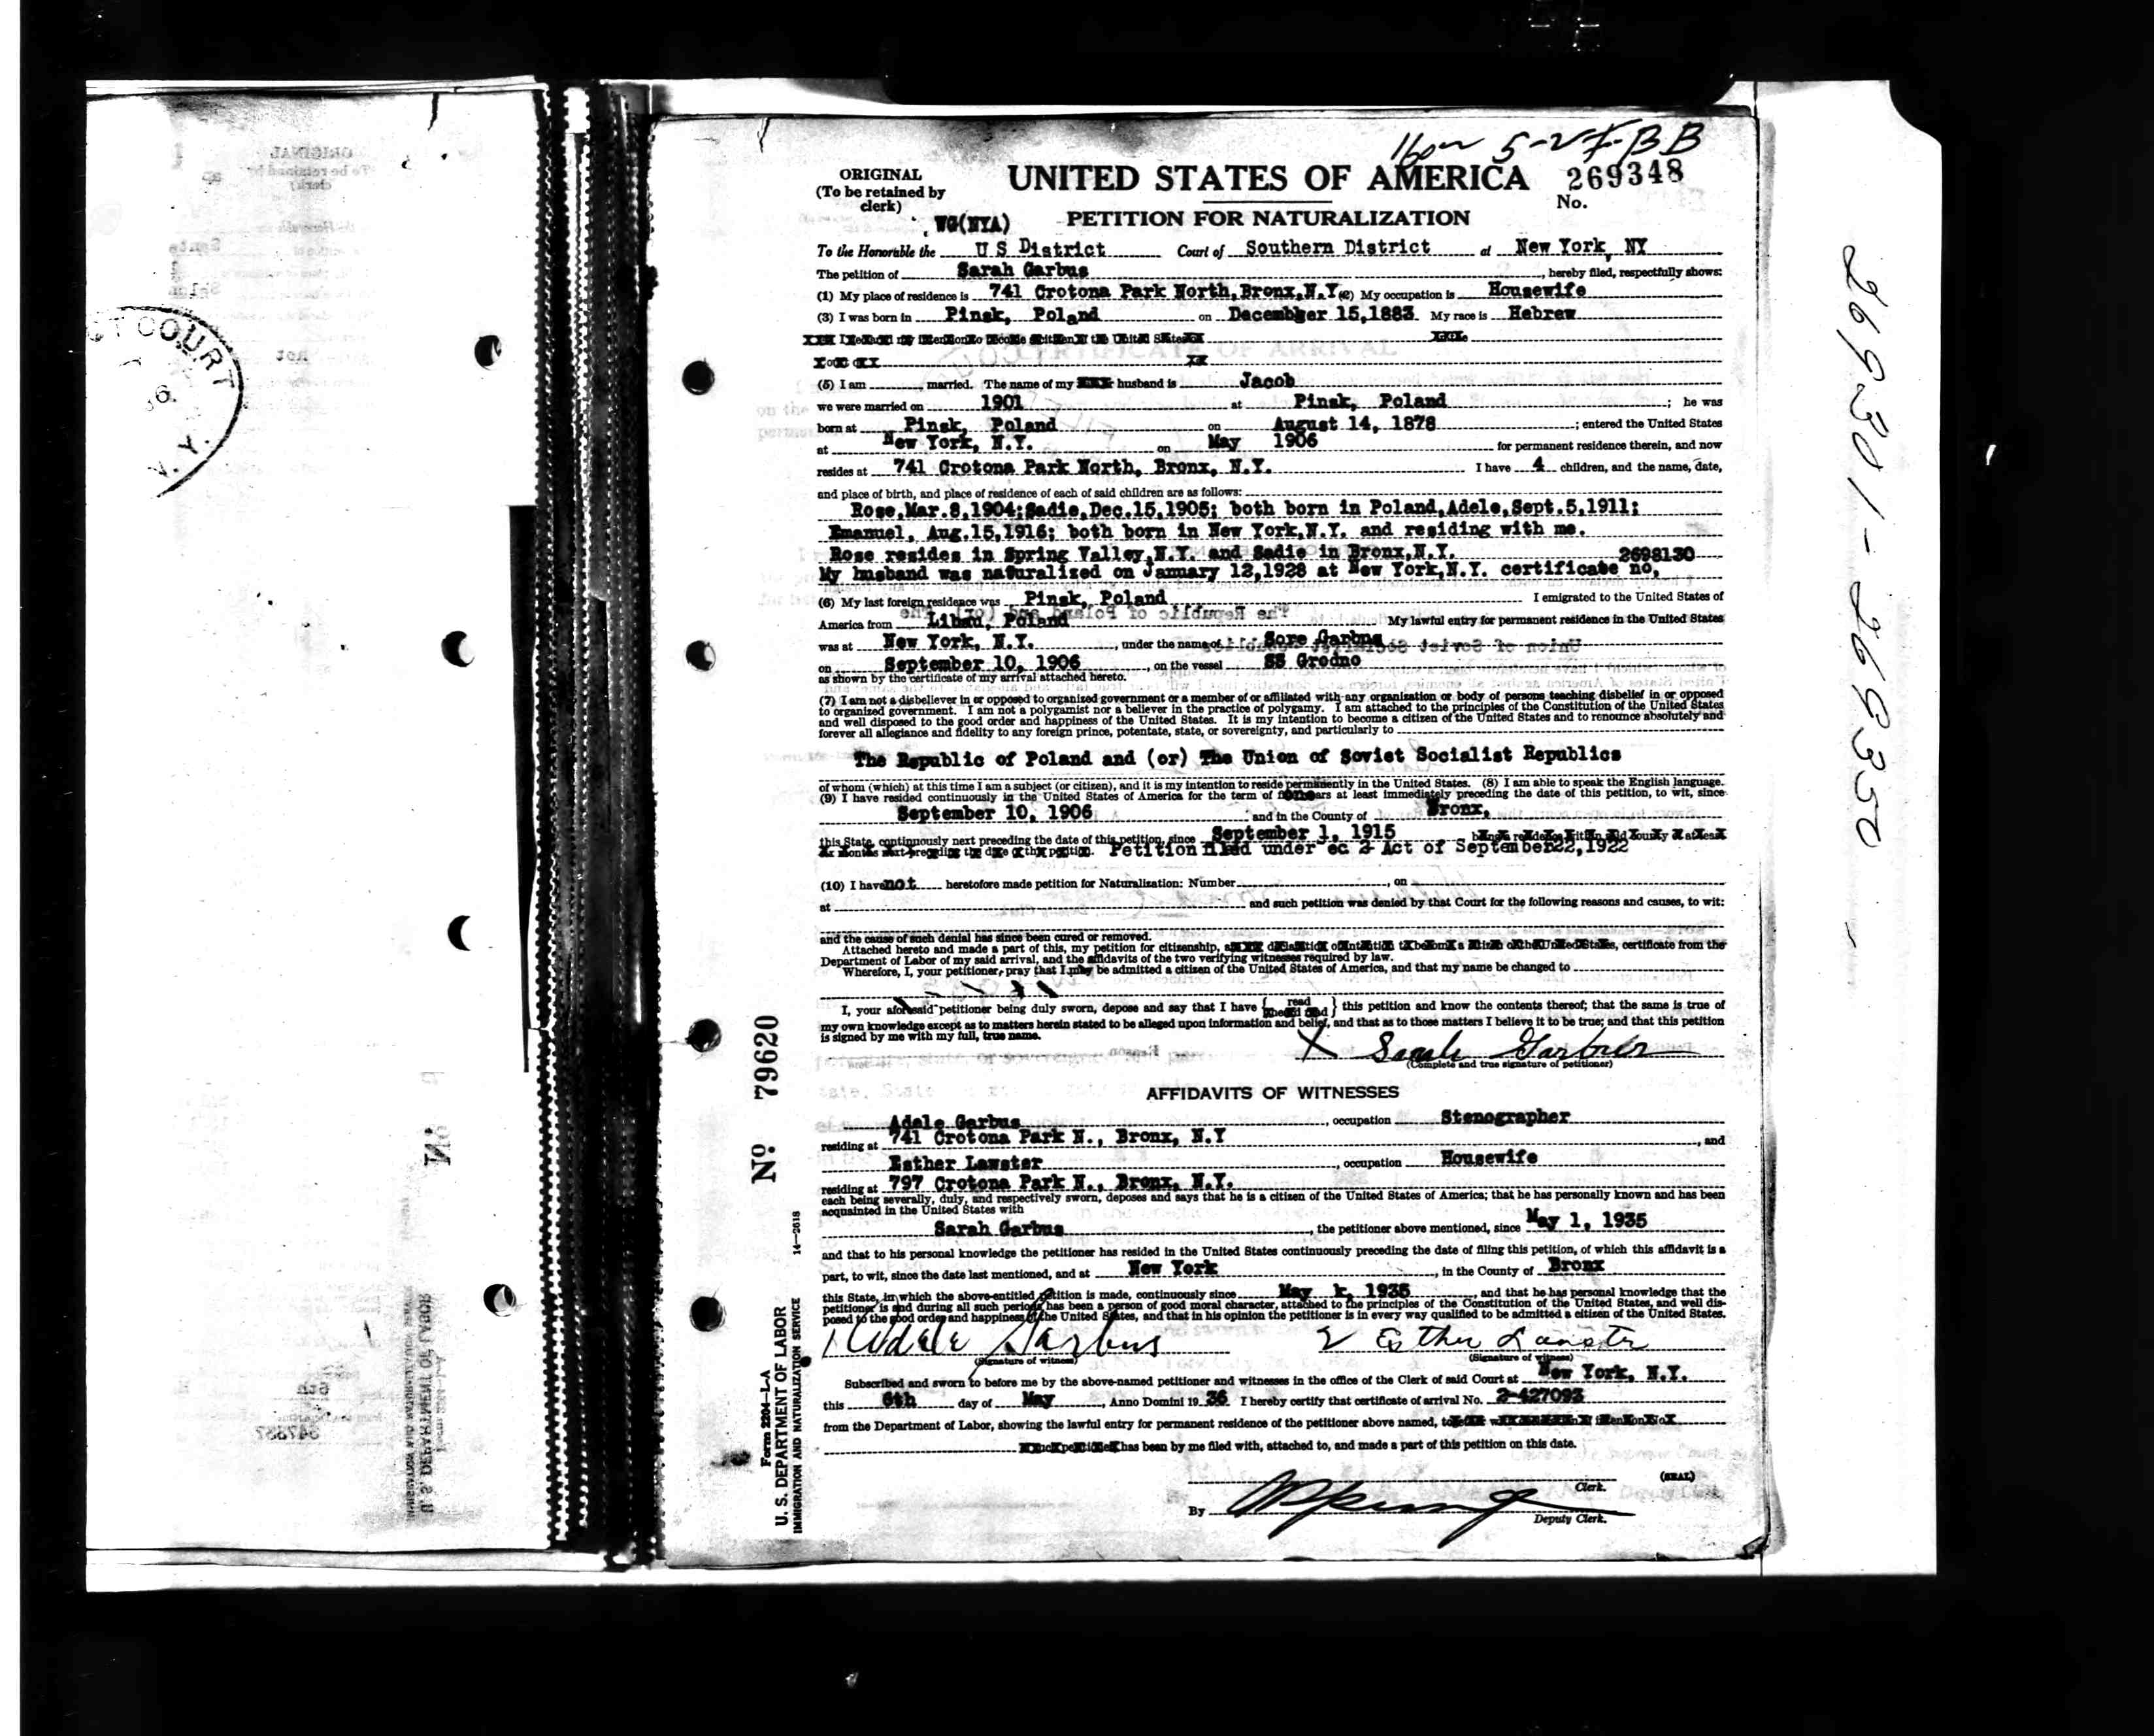 ORIGINAL
(To be retained by
clerk)
UNITED STATES OF AMERICA
269348
No.
WG(NYA)
PETITION FOR NATURALIZATION
To the Honorable the U S District Court of Southern District at New York, NY
The petition of Sarah Garbus, hereby filed, respectfully shows:
(1) My place of residence is 741 Crotona Park North, Bronx, N.Y. (2) My occupation is Housewife
(3) I was born in Pinsk, Poland on December 15, 1883. My race is Hebrew
(5) I am married. The name of my husband is Jacob
we were married on 1901 at Pinsk, Poland; he was
born at Pinsk, Poland on August 14, 1878; entered the United States
at New York, N.Y. on May 1906 for permanent residence therein, and now
resides at 741 Crotona Park North, Bronx, N.Y. I have 4 children, and the name, date,
and place of birth, and place of residence of each of said children are as follows:
Rose,Mar.8,1904;Sadie,Dec.15,1905; both born in Poland,Adele,Sept.5,1911;
Emanuel, Aug.15,1916; both born in New York,N.Y. and residing with me.
Rose resides in Spring Valley,N.Y. and Sadie in Bronx,N.Y. 2698130
My husband was naturalized on January 12,1928 at New York,N.Y. certificate no,
(6) My last foreign residence was Pinsk, Poland I emigrated to the United States of
America from Libau, Poland My lawful entry for permanent residence in the United States
was at New York, N.Y., under the name of Sore Garbus
on September 10, 1906, on the vessel SS Grodno
as shown by the certificate of my arrival attached hereto.
(7) I am not a disbeliever in or opposed to organized government or a member of or affiliated with any organization or body of persons teaching disbelief in or opposed
to organized government. I am not a polygamist nor a believer in the practice of polygamy. I am attached to the principles of the Constitution of the United States
and well disposed to the good order and happiness of the United States. It is my intention to become a citizen of the United States and to renounce absolutely and
forever all allegiance and fidelity to any foreign prince, potentate, state, or sovereignty, and particularly to
The Republic of Poland and (or) The Union of Soviet Socialist Republics
of whom (which) at this time I am a subject (or citizen), and it is my intention to reside permanently in the United States. (8) I am able to speak the English language.
(9) I have resided continuously in the United States of America for the term of years at least immediately preceding the date of this petition, to wit, since
September 10, 1906 and in the County of Bronx,
this State, continuously next preceding the date of this petition, since September 1, 1915
Petition filed under ec 2 Act of September22,1922
(10) I have not heretofore made petition for Naturalization: Number, on
at and such petition was denied by that Court for the following reasons and causes, to wit:
and the cause of such denial has since been cured or removed.
Attached hereto and made a part of this, my petition for citizenship, certificate from the
Department of Labor of my said arrival, and the affidavits of the two verifying witnesses required by law.
Wherefore, I, your petitioner, pray that I may be admitted a citizen of the United States of America, and that my name be changed to
I, your aforesaid petitioner being duly sworn, depose and say that I have read this petition and know the contents thereof; that the same is true of
my own knowledge except as to matters herein stated to be alleged upon information and belief, and that as to those matters I believe it to be true; and that this petition
is signed by me with my full, true name.
X Sarah
(Complete and true signature of petitioner)
AFFIDAVITS OF WITNESSES
Adele Garbus, occupation Stenographer
residing at 741 Crotona Park N., Bronx, N.Y, and
Esther Lawster, occupation Housewife
residing at 797 Crotona Park N., Bronx, N.Y.
each being severally, duly, and respectively sworn, deposes and says that he is a citizen of the United States of America; that he has personally known and has been
acquainted in the United States with
Sarah Garbus, the petitioner above mentioned, since May 1, 1935
and that to his personal knowledge the petitioner has resided in the United States continuously preceding the date of filing this petition, of which this affidavit is a
part, to wit, since the date last mentioned, and at New York, in the County of Bronx
this State, in which the above-entitled petition is made, continuously since May 1, 1935, and that he has personal knowledge that the
petitioner is and during all such periods has been a person of good moral character, attached to the principles of the Constitution of the United States, and well dis-
posed to the good order and happiness of the United States, and that in his opinion the petitioner is in every way qualified to be admitted a citizen of the United States.
1 Adele Garbus 2 Esther
(Signature of witness) (Signature of witness)
Subscribed and sworn to before me by the above-named petitioner and witnesses in the office of the Clerk of said Court at New York, N.Y.
this 6th day of May, Anno Domini 1936 I hereby certify that certificate of arrival No. 2-427093
from the Department of Labor, showing the lawful entry for permanent residence of the petitioner above named,
has been by me filed with, attached to, and made a part of this petition on this date.
(SEAL)
Clerk.
By
Deputy Clerk.
No 79620
14—2618
Form 2204—L-A
U. S. DEPARTMENT OF LABOR
IMMIGRATION AND NATURALIZATION SERVICE
269301-269350
COURT
N.Y.